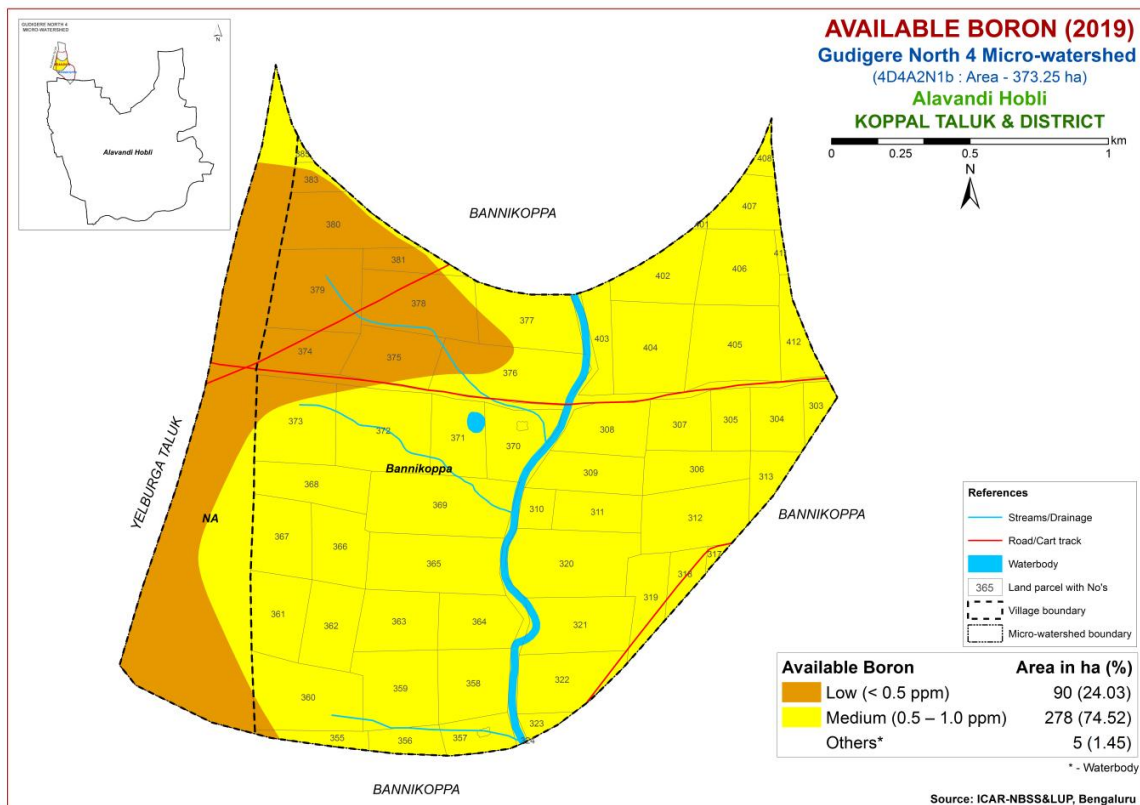 GUDIGERE NORTH 4
MICRO-WATERSHED
N
Alavandi Hobli
AVAILABLE BORON (2019)
Gudigere North 4 Micro-watershed
(4D4A2N1b : Area - 373.25 ha)
Alavandi Hobli
KOPPAL TALUK & DISTRICT
km
0 0.25 0.5 1
N
BANNIKOPPA
385
383
380
381
379
378
377
374
375
376
408
407
401
402
406
403
404
405
412
373
372
371
370
308
307
305
304
303
Bannikoppa
309
306
313
368
369
310
311
312
BANNIKOPPA
YELBURGA TALUK
NA
367
366
365
320
317
316
319
361
362
363
364
321
360
359
358
322
323
355
356
357
BANNIKOPPA
References
Streams/Drainage
Road/Cart track
Waterbody
365 Land parcel with No's
Village boundary
Micro-watershed boundary
Available Boron Area in ha (%)
Low (< 0.5 ppm) 90 (24.03)
Medium (0.5 – 1.0 ppm) 278 (74.52)
Others* 5 (1.45)
* - Waterbody
Source: ICAR-NBSS&LUP, Bengaluru